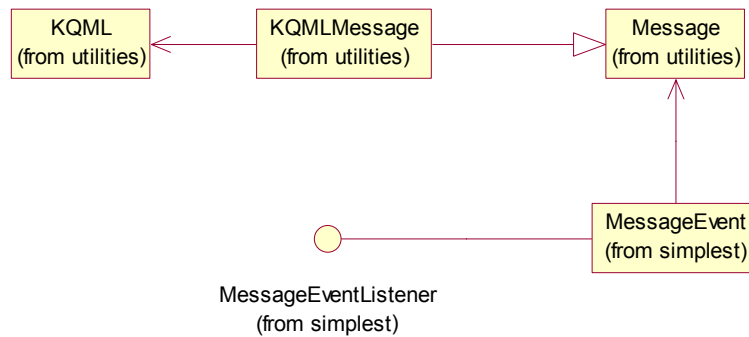 KQML
(from utilities)
KQMLMessage
(from utilities)
Message
(from utilities)
MessageEvent
(from simplest)
MessageEventListener
(from simplest)